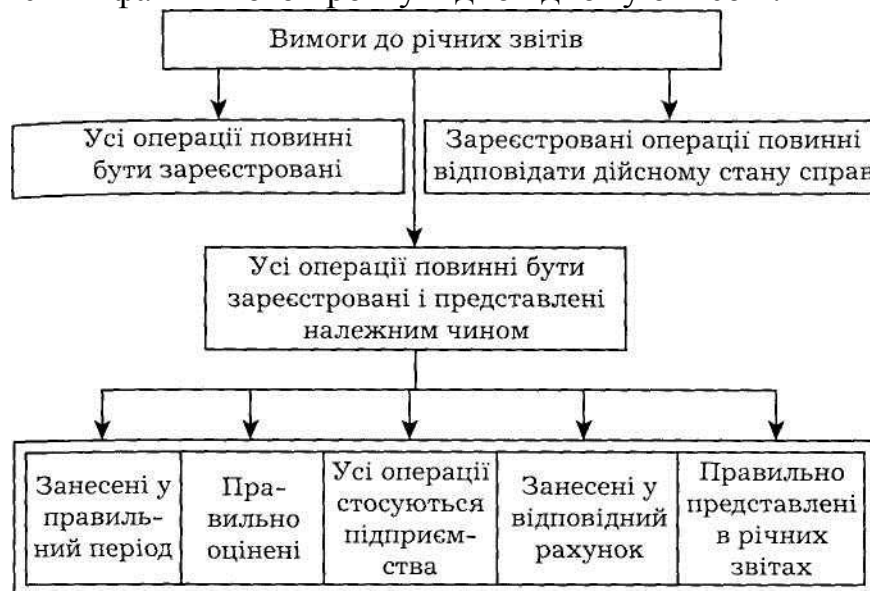 Вимоги до річних звітів
Усі операції повинні
бути зареєстровані
Зареєстровані операції повинні
відповідати дійсному стану справ
Усі операції повинні бути
зареєстровані і представлені
належним чином
Занесені у
правиль-
ний період
Пра-
вильно
оцінені
Усі операції
стосуються
підприєм-
ства
Занесені у
відповідний
рахунок
Правильно
представлені
в річних
звітах